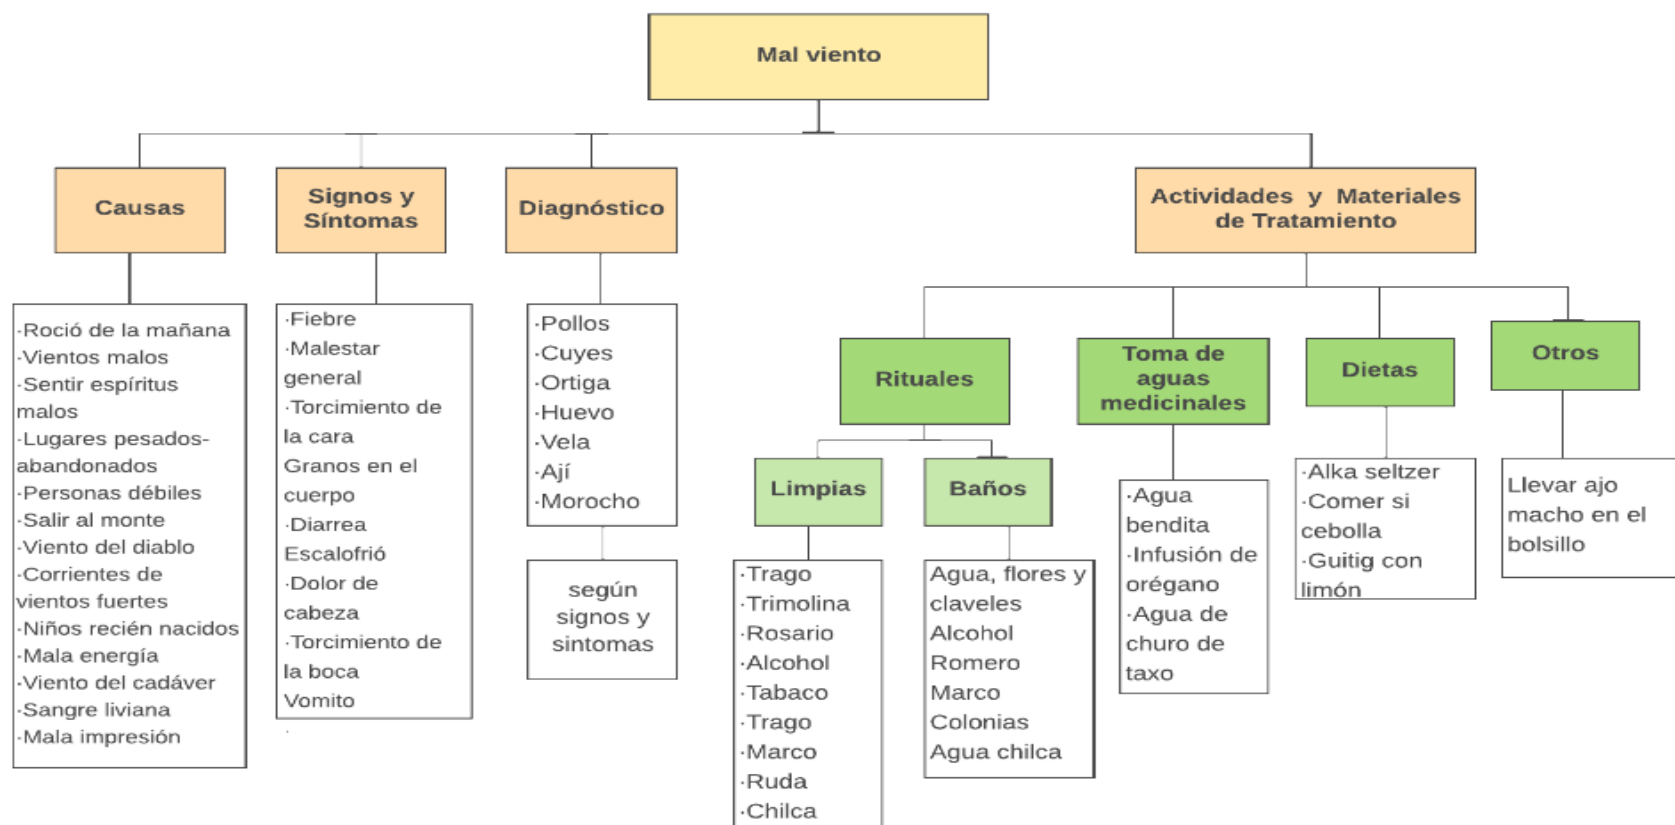 Mal viento
Causas
Signos y
Síntomas
Diagnóstico
Actividades y Materiales
de Tratamiento
·Roció de la mañana
·Vientos malos
·Sentir espíritus
malos
·Lugares pesados-
abandonados
·Personas débiles
·Salir al monte
·Viento del diablo
·Corrientes de
vientos fuertes
·Niños recién nacidos
·Mala energía
·Viento del cadáver
·Sangre liviana
·Mala impresión
·Fiebre
·Malestar
general
·Torcimiento de
la cara
Granos en el
cuerpo
·Diarrea
Escalofrió
·Dolor de
cabeza
·Torcimiento de
la boca
Vomito
·
·Pollos
·Cuyes
·Ortiga
·Huevo
·Vela
·Ají
·Morocho
según
signos y
sintomas
Rituales
Toma de
aguas
medicinales
Dietas
Otros
Limpias
Baños
·Trago
·Trimolina
·Rosario
·Alcohol
·Tabaco
·Trago
·Marco
·Ruda
·Chilca
Agua, flores y
claveles
Alcohol
Romero
Marco
Colonias
Agua chilca
·Agua
bendita
·Infusión de
orégano
·Agua de
churo de
taxo
·Alka seltzer
·Comer si
cebolla
·Guitig con
limón
Llevar ajo
macho en el
bolsillo